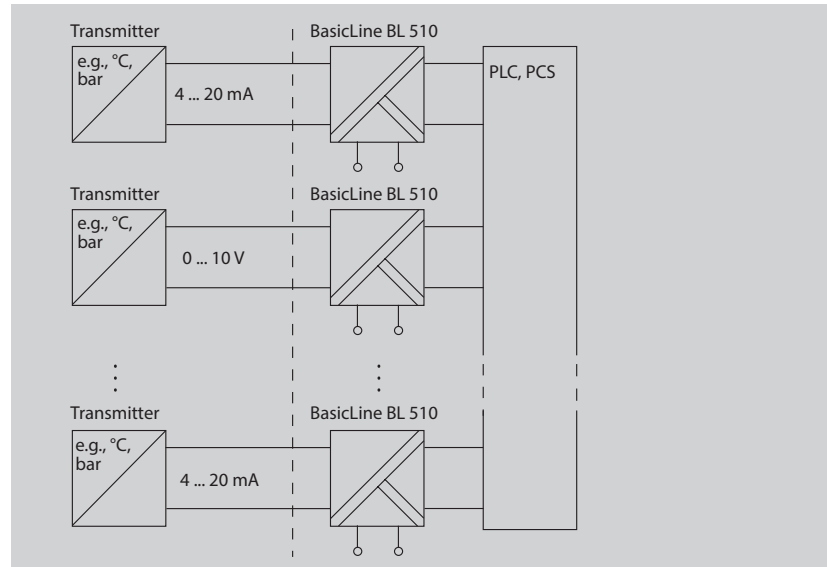 Transmitter
BasicLine BL 510
e.g., °C,
bar
4 ... 20 mA
PLC, PCS
Transmitter
BasicLine BL 510
e.g., °C,
bar
0 ... 10 V
Transmitter
BasicLine BL 510
e.g., °C,
bar
4 ... 20 mA